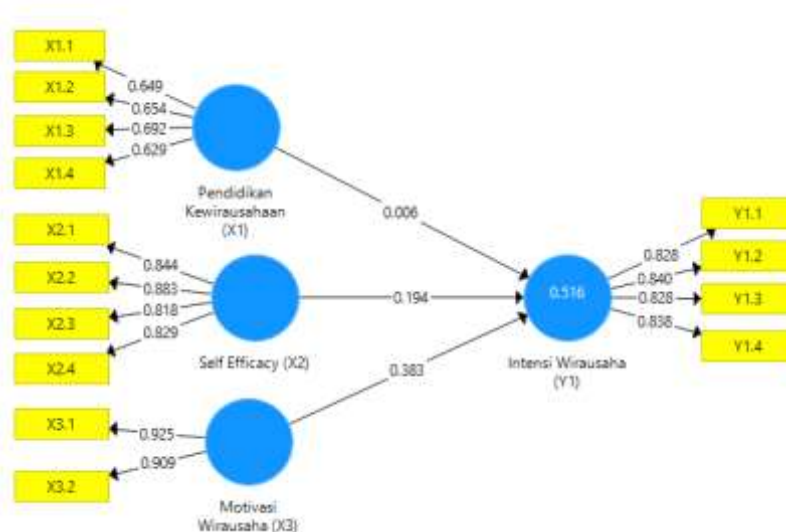 X1.1
X1.2
X1.3
X1.4
0.649
0.654
0.692
0.629
Pendidikan
Kewirausahaan
(X1)
0.006
X2.1
X2.2
X2.3
X2.4
0.844
0.883
0.818
0.829
Self Efficacy (X2)
0.194
X3.1
X3.2
0.925
0.909
Motivasi
Wirausaha (X3)
0.383
0.516
Intensi Wirausaha
(Y1)
0.828
0.840
0.828
0.838
Y1.1
Y1.2
Y1.3
Y1.4